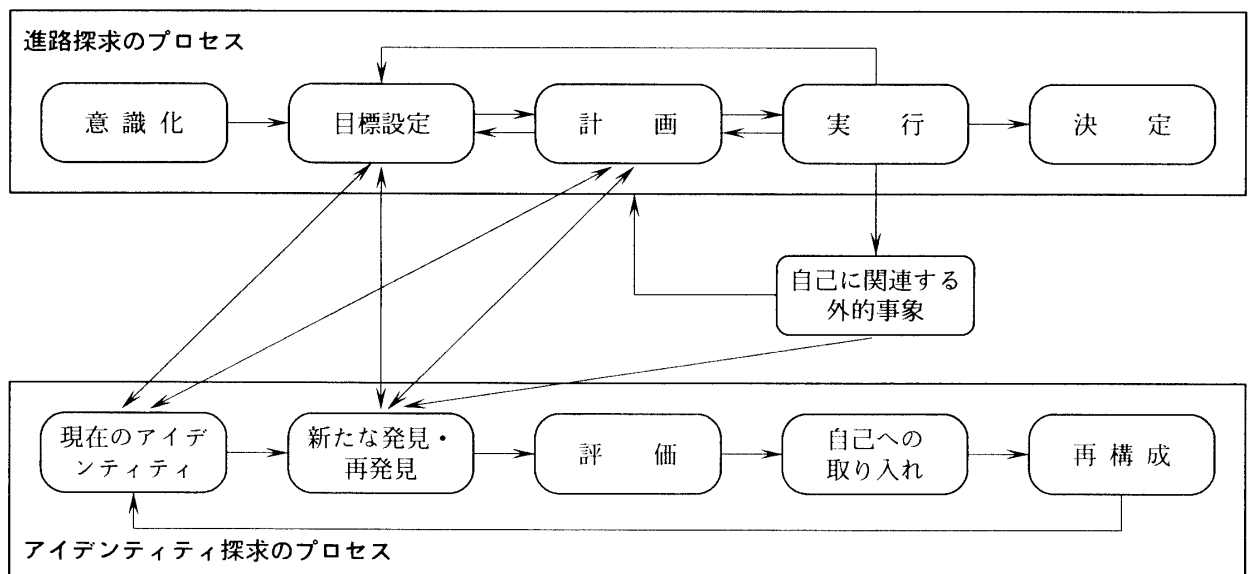 進路探求のプロセス
意識化
目標設定
計画
実行
決定
自己に関連する
外的事象
現在のアイデ
ンティティ
新たな発見・
再発見
評価
自己への
取り入れ
再構成
アイデンティティ探求のプロセス